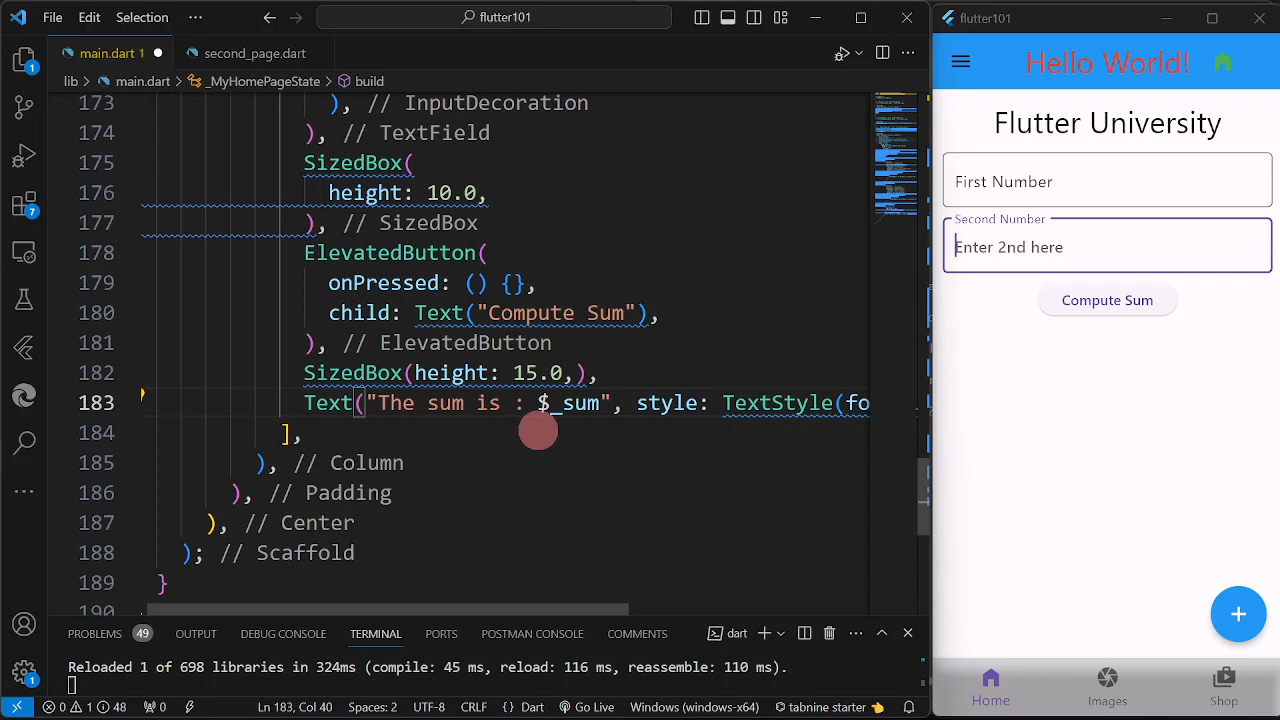 File Edit Selection ··· flutter101
flutter101
main.dart 1 second_page.dart
lib > main.dart > _MyHomePageState > build
173 ), // InputDecoration
174 ), // TextField
175 SizedBox(
176 height: 10.0,
177 ), // SizedBox
178 ElevatedButton(
179 onPressed: () {},
180 child: Text("Compute Sum"),
181 ), // ElevatedButton
182 SizedBox(height: 15.0,),
183 Text("The sum is : $_sum", style: TextStyle(fo
184 ],
185 ), // Column
186 ), // Padding
187 ), // Center
188 ); // Scaffold
189 }
190
1
7
1
PROBLEMS 49 OUTPUT DEBUG CONSOLE TERMINAL PORTS POSTMAN CONSOLE COMMENTS dart
Reloaded 1 of 698 libraries in 324ms (compile: 45 ms, reload: 116 ms, reassemble: 110 ms).
0 1 48 0 Spaces: 2 UTF-8 CRLF {} Dart Go Live Windows (windows-x64) tabnine starter 👈
Hello World!
Flutter University
First Number
Second Number
Enter 2nd here
Compute Sum
Home Images Shop